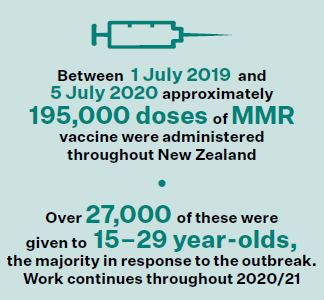 Between 1 July 2019 and
5 July 2020 approximately
195,000 doses of MMR
vaccine were administered
throughout New Zealand
•
Over 27,000 of these were
given to 15–29 year-olds,
the majority in response to the outbreak.
Work continues throughout 2020/21